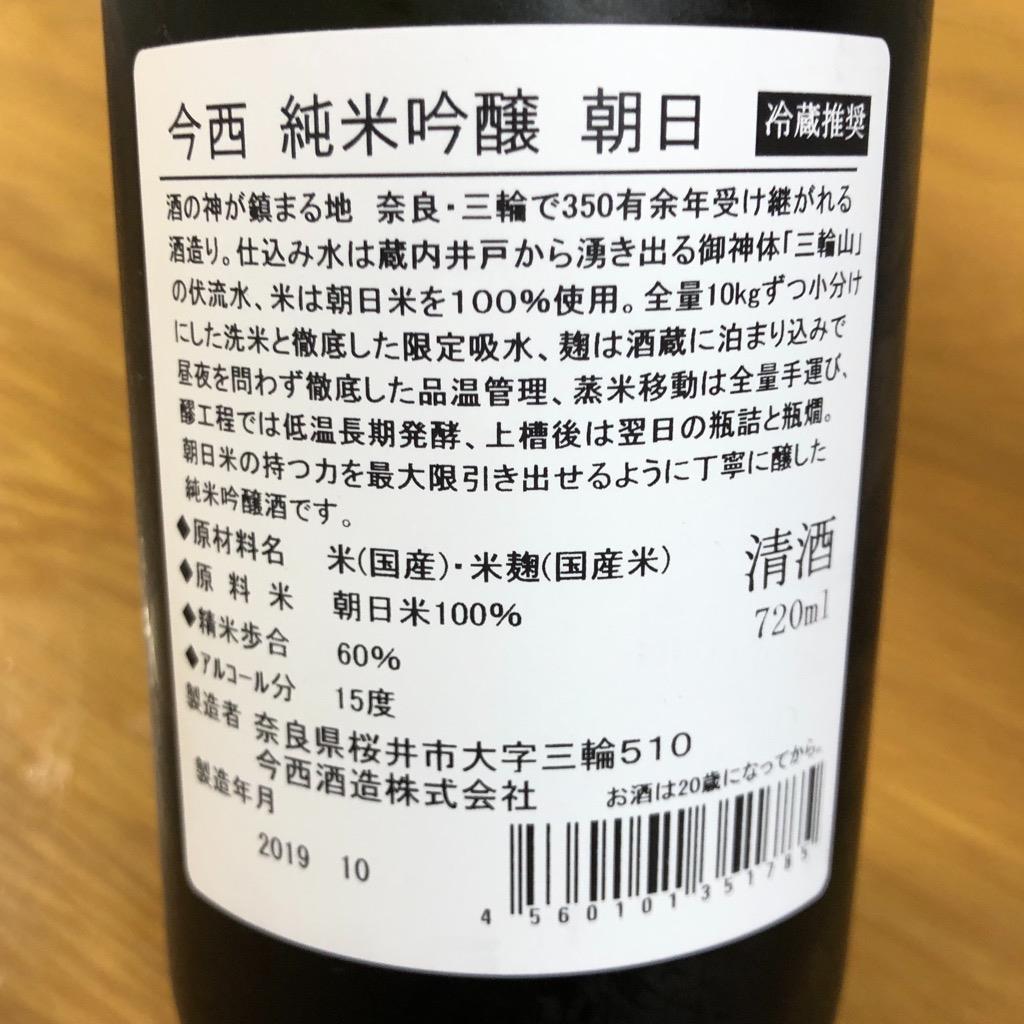 今西 純米吟醸 朝日 冷蔵推奨
酒の神が鎮まる地 奈良・三輪で350有余年受け継がれる
酒造り。仕込み水は蔵内井戸から湧き出る御神体「三輪山」
の伏流水、米は朝日米を100%使用。全量10kgずつ小分け
にした洗米と徹底した限定吸水、麹は酒蔵に泊まり込みで
昼夜を問わず徹底した品温管理、蒸米移動は全量手運び、
醪工程では低温長期発酵、上槽後は翌日の瓶詰と瓶燗。
朝日米の持つ力を最大限引き出せるように丁寧に醸した
純米吟醸酒です。
◆原材料名 米(国産)・米麹(国産米)
◆原料米 朝日米100%
◆精米歩合 60%
◆アルコール分 15度
清酒
720ml
製造者 奈良県桜井市大字三輪510
今西酒造株式会社
製造年月
2019 10
お酒は20歳になってから。
4 560101 351785